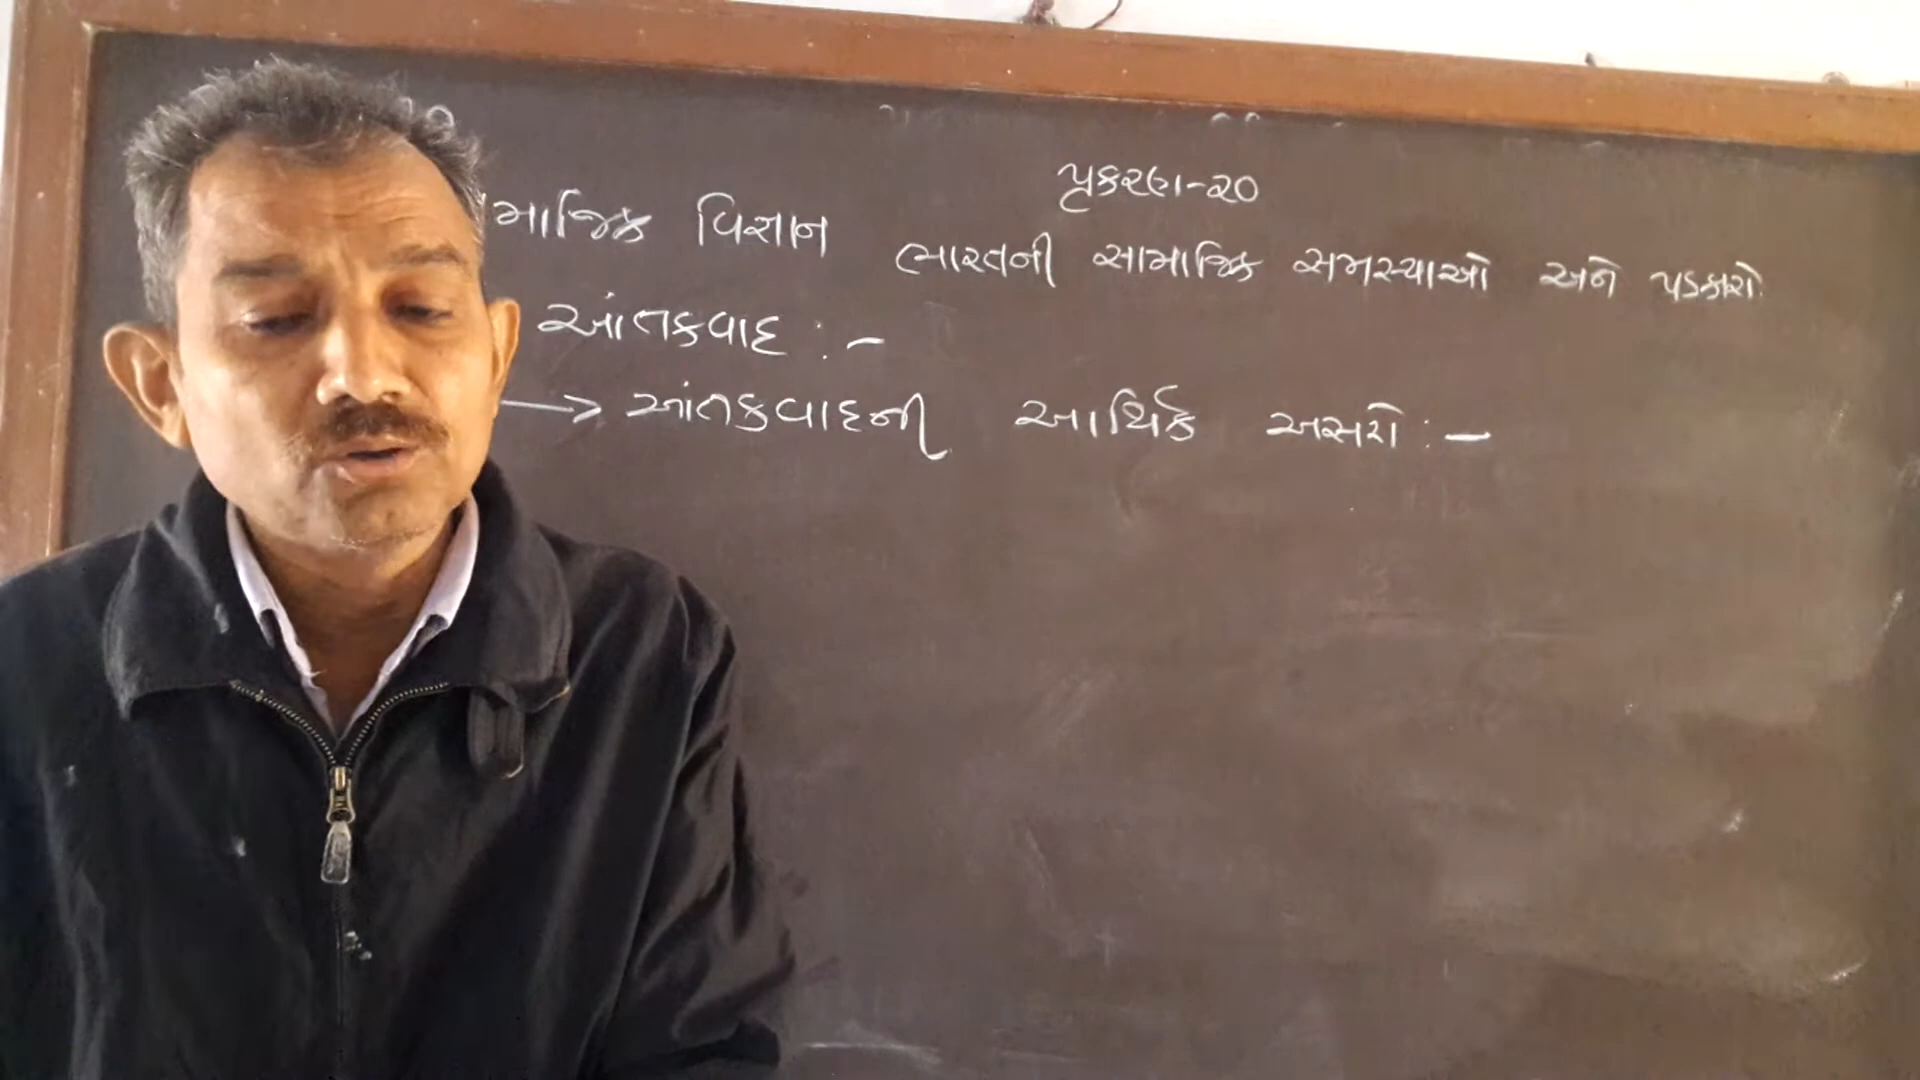 પ્રકરણ-૨૦
માજિક વિજ્ઞાન
ભારતની સામાજિક સમસ્યાઓ અને પડકારો
આંતકવાદ :-
→ આંતકવાદની આર્થિક અસરો :-